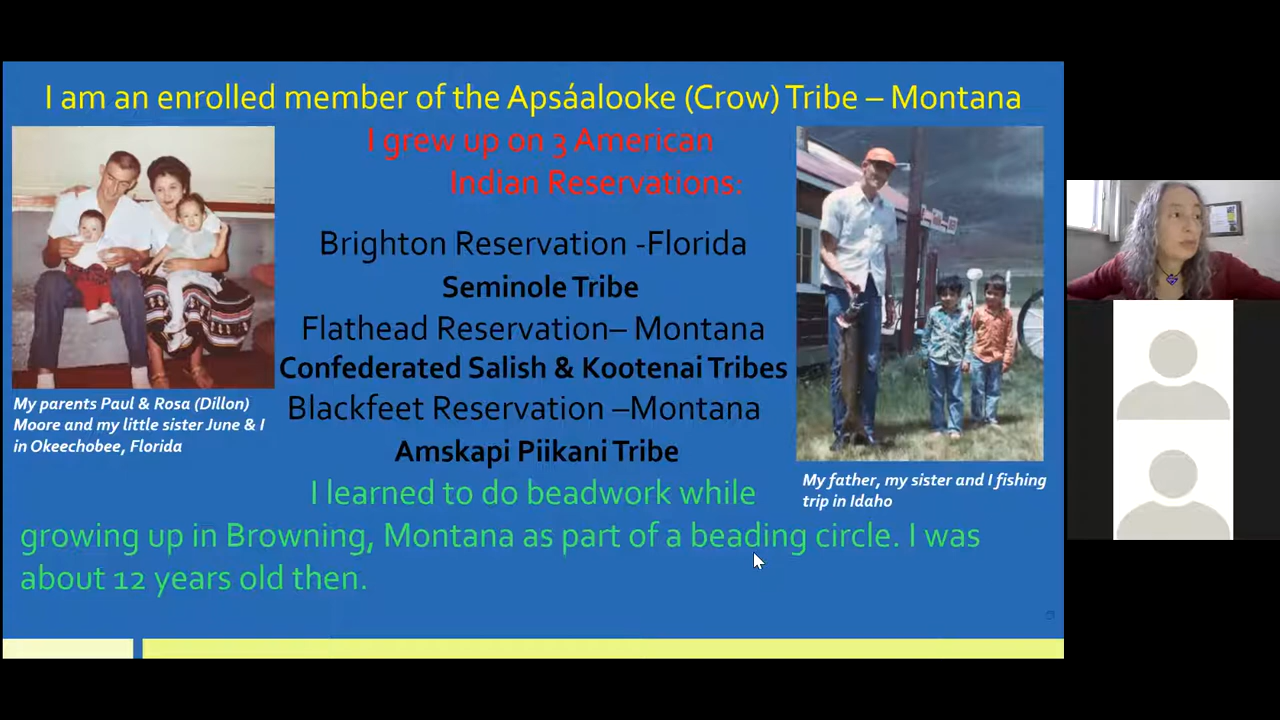 I am an enrolled member of the Apsáalooke (Crow) Tribe – Montana
I grew up on 3 American
Indian Reservations:
Brighton Reservation -Florida
Seminole Tribe
Flathead Reservation– Montana
Confederated Salish & Kootenai Tribes
Blackfeet Reservation –Montana
Amskapi Piikani Tribe
I learned to do beadwork while
growing up in Browning, Montana as part of a beading circle. I was
about 12 years old then.
My parents Paul & Rosa (Dillon)
Moore and my little sister June & I
in Okeechobee, Florida
My father, my sister and I fishing
trip in Idaho